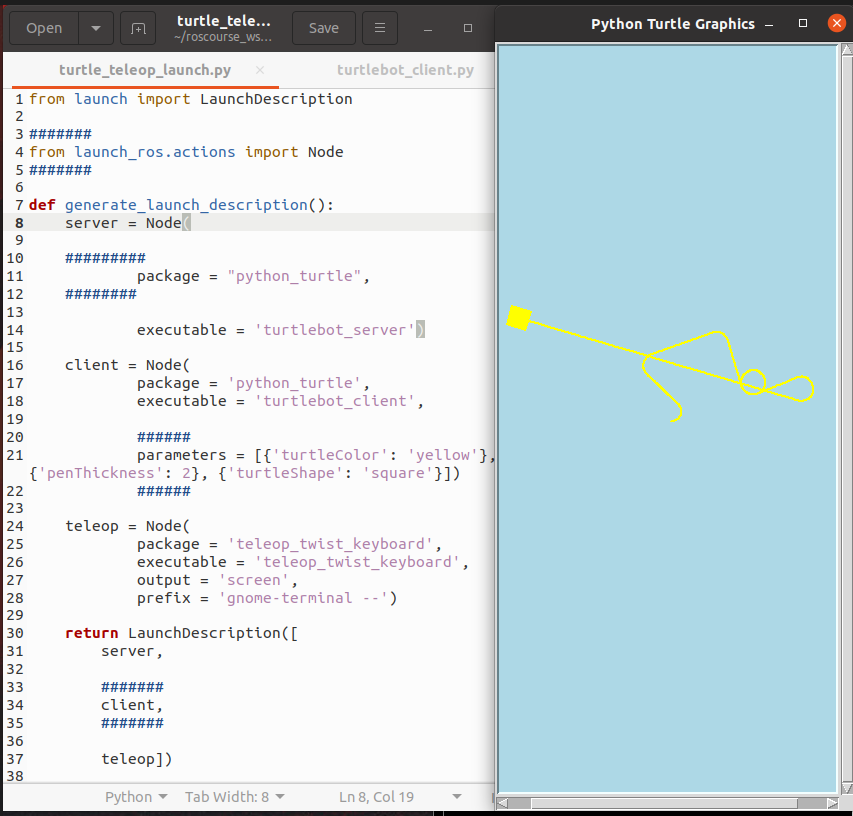 Open
turtle_tele...
~/roscourse_ws...
Save
Python Turtle Graphics
turtle_teleop_launch.py
turtlebot_client.py
1 from launch import LaunchDescription
2
3 #######
4 from launch_ros.actions import Node
5 #######
6
7 def generate_launch_description():
8     server = Node(
9
10     #########
11             package = "python_turtle",
12     ########
13
14             executable = 'turtlebot_server')
15
16     client = Node(
17             package = 'python_turtle',
18             executable = 'turtlebot_client',
19
20             ######
21             parameters = [{'turtleColor': 'yellow'},
{'penThickness': 2}, {'turtleShape': 'square'}])
22             ######
23
24     teleop = Node(
25             package = 'teleop_twist_keyboard',
26             executable = 'teleop_twist_keyboard',
27             output = 'screen',
28             prefix = 'gnome-terminal --')
29
30     return LaunchDescription([
31         server,
32
33         #######
34         client,
35         #######
36
37         teleop])
38
Python
Tab Width: 8
Ln 8, Col 19